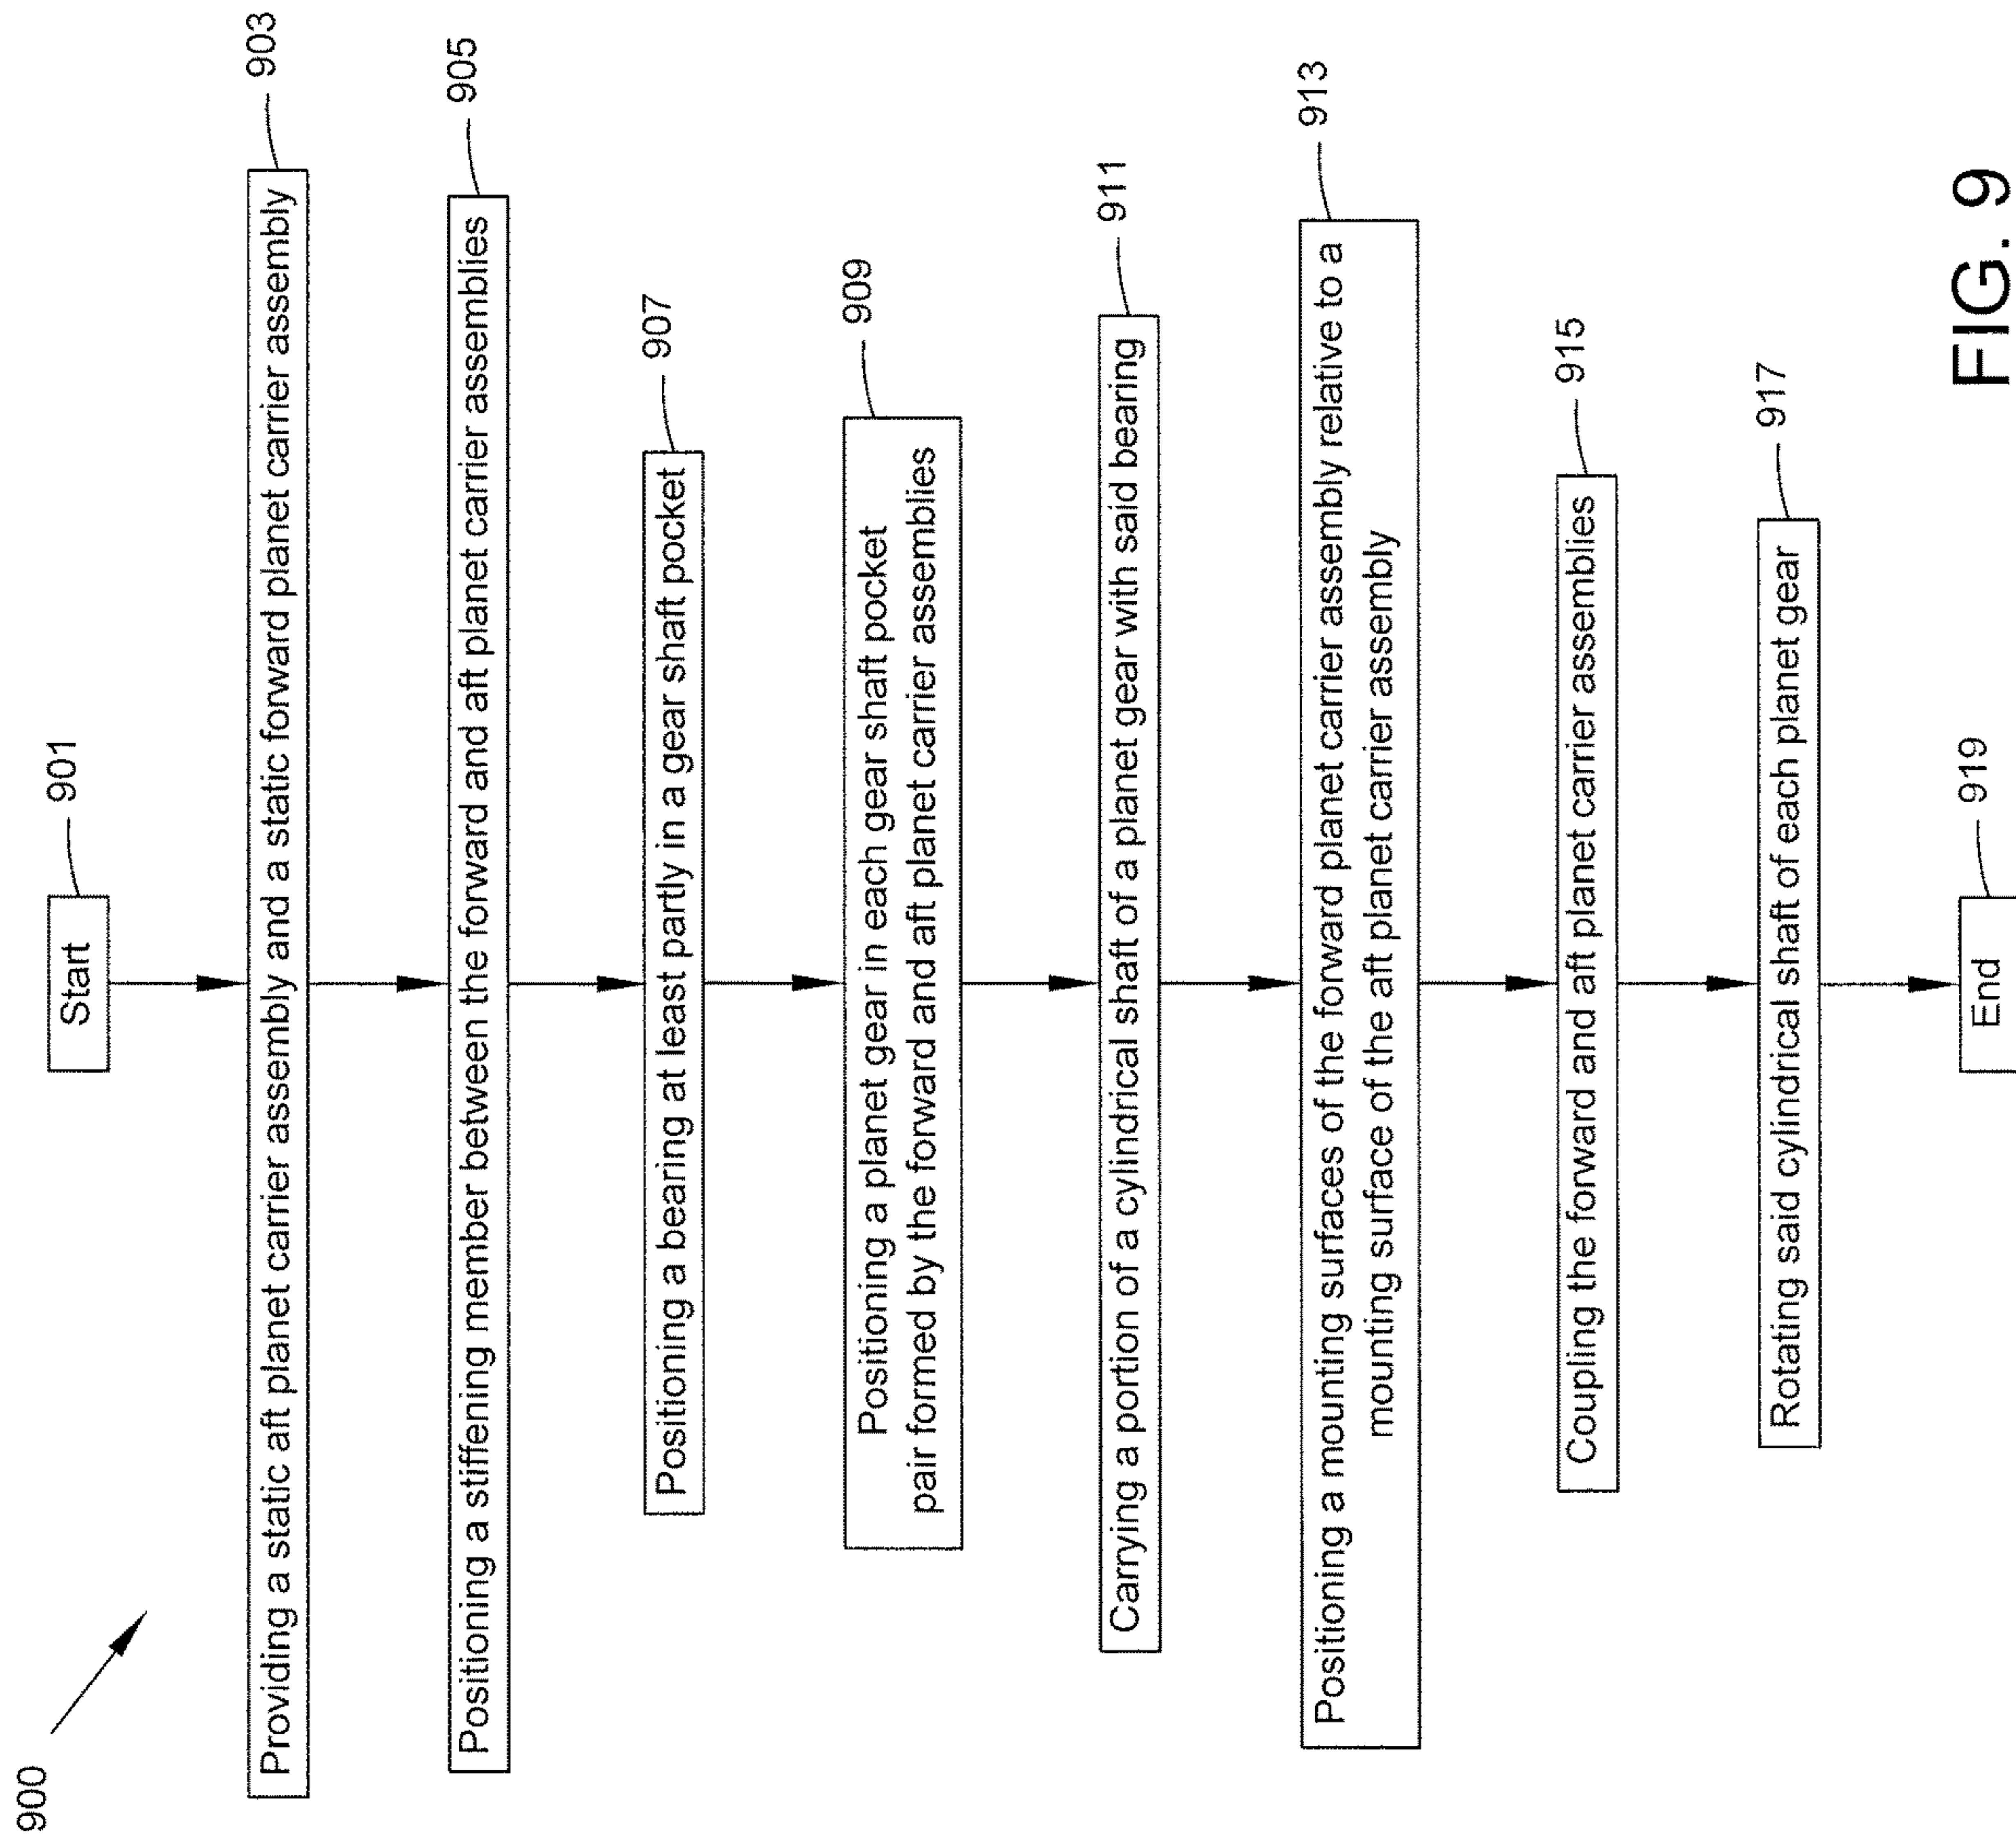 900
Start
901
Providing a static aft planet carrier assembly and a static forward planet carrier assembly
903
Positioning a stiffening member between the forward and aft planet carrier assemblies
905
Positioning a bearing at least partly in a gear shaft pocket
907
Positioning a planet gear in each gear shaft pocket
pair formed by the forward and aft planet carrier assemblies
909
Carrying a portion of a cylindrical shaft of a planet gear with said bearing
911
Positioning a mounting surfaces of the forward planet carrier assembly relative to a
mounting surface of the aft planet carrier assembly
913
Coupling the forward and aft planet carrier assemblies
915
Rotating said cylindrical shaft of each planet gear
917
End
919
FIG. 9